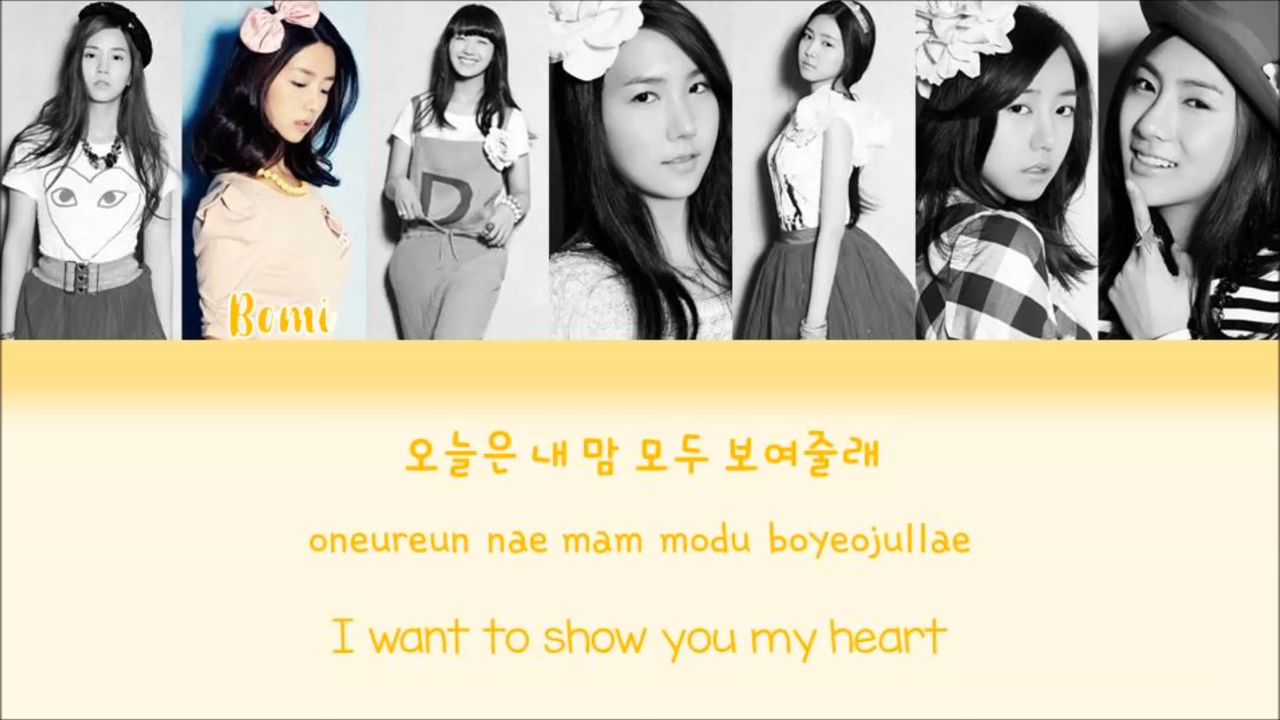 D
Bomi
오늘은 내 맘 모두 보여줄래
oneureun nae mam modu boyeojullae
I want to show you my heart